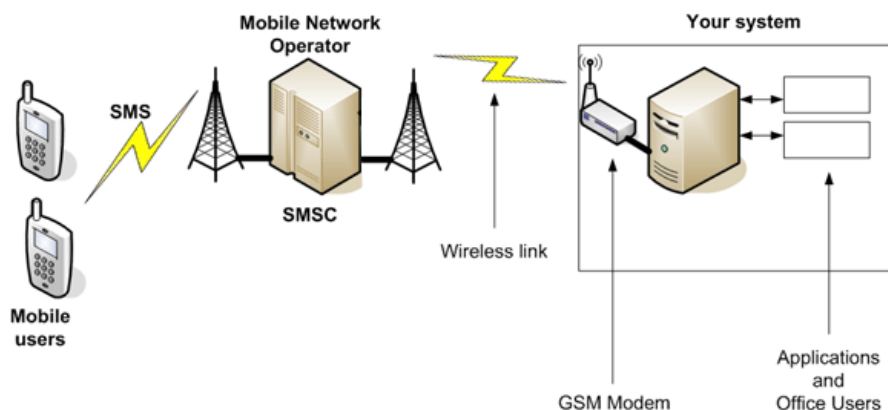 Mobile Network
Operator
Your system
SMS
SMSC
Wireless link
Mobile
users
GSM Modem
Applications
and
Office Users